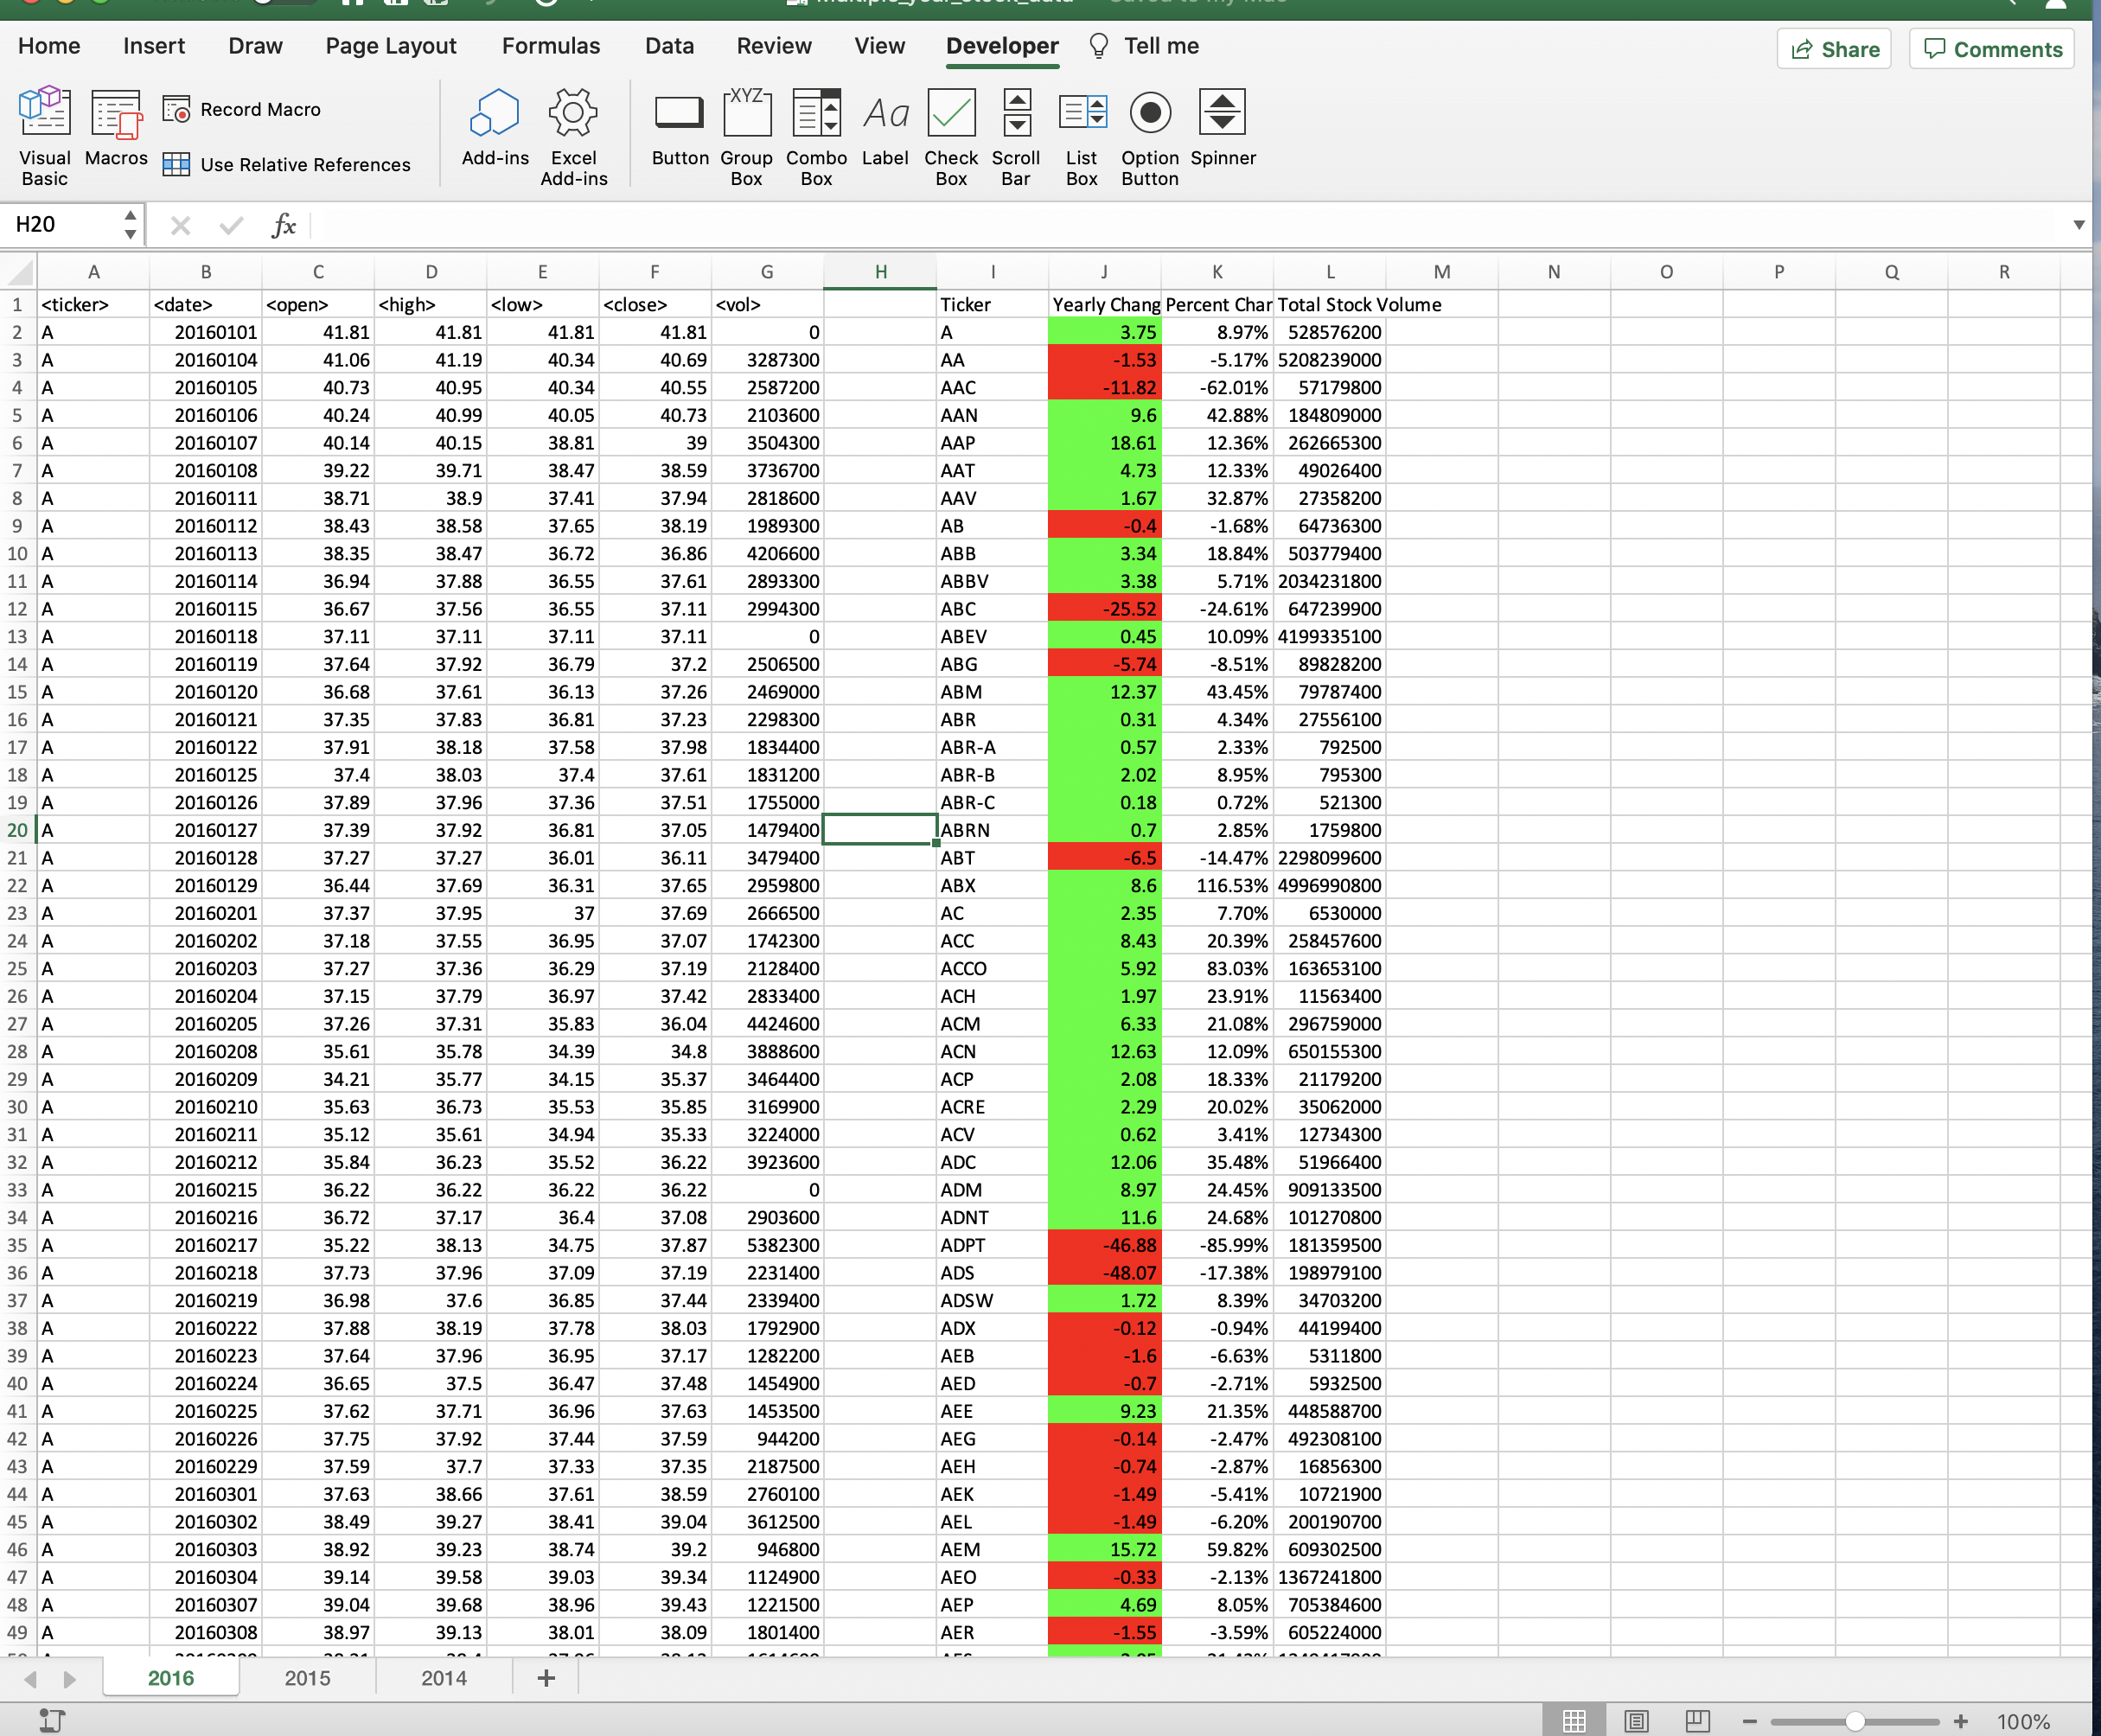 Home Insert Draw Page Layout Formulas Data Review View Developer Tell me Share Comments
Visual Basic Macros Record Macro Use Relative References Add-ins Excel Add-ins Button Group Box XYZ Combo Box Aa Label Check Box Scroll Bar List Box Option Button Spinner
H20 fx
A B C D E F G H I J K L M N O P Q R
1 <ticker> <date> <open> <high> <low> <close> <vol> Ticker Yearly Chang Percent Char Total Stock Volume
2 A 20160101 41.81 41.81 41.81 41.81 0 A 3.75 8.97% 528576200
3 A 20160104 41.06 41.19 40.34 40.69 3287300 AA -1.53 -5.17% 5208239000
4 A 20160105 40.73 40.95 40.34 40.55 2587200 AAC -11.82 -62.01% 57179800
5 A 20160106 40.24 40.99 40.05 40.73 2103600 AAN 9.6 42.88% 184809000
6 A 20160107 40.14 40.15 38.81 39 3504300 AAP 18.61 12.36% 262665300
7 A 20160108 39.22 39.71 38.47 38.59 3736700 AAT 4.73 12.33% 49026400
8 A 20160111 38.71 38.9 37.41 37.94 2818600 AAV 1.67 32.87% 27358200
9 A 20160112 38.43 38.58 37.65 38.19 1989300 AB -0.4 -1.68% 64736300
10 A 20160113 38.35 38.47 36.72 36.86 4206600 ABB 3.34 18.84% 503779400
11 A 20160114 36.94 37.88 36.55 37.61 2893300 ABBV 3.38 5.71% 2034231800
12 A 20160115 36.67 37.56 36.55 37.11 2994300 ABC -25.52 -24.61% 647239900
13 A 20160118 37.11 37.11 37.11 37.11 0 ABEV 0.45 10.09% 4199335100
14 A 20160119 37.64 37.92 36.79 37.2 2506500 ABG -5.74 -8.51% 89828200
15 A 20160120 36.68 37.61 36.13 37.26 2469000 ABM 12.37 43.45% 79787400
16 A 20160121 37.35 37.83 36.81 37.23 2298300 ABR 0.31 4.34% 27556100
17 A 20160122 37.91 38.18 37.58 37.98 1834400 ABR-A 0.57 2.33% 792500
18 A 20160125 37.4 38.03 37.4 37.61 1831200 ABR-B 2.02 8.95% 795300
19 A 20160126 37.89 37.96 37.36 37.51 1755000 ABR-C 0.18 0.72% 521300
20 A 20160127 37.39 37.92 36.81 37.05 1479400 ABRN 0.7 2.85% 1759800
21 A 20160128 37.27 37.27 36.01 36.11 3479400 ABT -6.5 -14.47% 2298099600
22 A 20160129 36.44 37.69 36.31 37.65 2959800 ABX 8.6 116.53% 4996990800
23 A 20160201 37.37 37.95 37 37.69 2666500 AC 2.35 7.70% 6530000
24 A 20160202 37.18 37.55 36.95 37.07 1742300 ACC 8.43 20.39% 258457600
25 A 20160203 37.27 37.36 36.29 37.19 2128400 ACCO 5.92 83.03% 163653100
26 A 20160204 37.15 37.79 36.97 37.42 2833400 ACH 1.97 23.91% 11563400
27 A 20160205 37.26 37.31 35.83 36.04 4424600 ACM 6.33 21.08% 296759000
28 A 20160208 35.61 35.78 34.39 34.8 3888600 ACN 12.63 12.09% 650155300
29 A 20160209 34.21 35.77 34.15 35.37 3464400 ACP 2.08 18.33% 21179200
30 A 20160210 35.63 36.73 35.53 35.85 3169900 ACRE 2.29 20.02% 35062000
31 A 20160211 35.12 35.61 34.94 35.33 3224000 ACV 0.62 3.41% 12734300
32 A 20160212 35.84 36.23 35.52 36.22 3923600 ADC 12.06 35.48% 51966400
33 A 20160215 36.22 36.22 36.22 36.22 0 ADM 8.97 24.45% 909133500
34 A 20160216 36.72 37.17 36.4 37.08 2903600 ADNT 11.6 24.68% 101270800
35 A 20160217 35.22 38.13 34.75 37.87 5382300 ADPT -46.88 -85.99% 181359500
36 A 20160218 37.73 37.96 37.09 37.19 2231400 ADS -48.07 -17.38% 198979100
37 A 20160219 36.98 37.6 36.85 37.44 2339400 ADSW 1.72 8.39% 34703200
38 A 20160222 37.88 38.19 37.78 38.03 1792900 ADX -0.12 -0.94% 44199400
39 A 20160223 37.64 37.96 36.95 37.17 1282200 AEB -1.6 -6.63% 5311800
40 A 20160224 36.65 37.5 36.47 37.48 1454900 AED -0.7 -2.71% 5932500
41 A 20160225 37.62 37.71 36.96 37.63 1453500 AEE 9.23 21.35% 448588700
42 A 20160226 37.75 37.92 37.44 37.59 944200 AEG -0.14 -2.47% 492308100
43 A 20160229 37.59 37.7 37.33 37.35 2187500 AEH -0.74 -2.87% 16856300
44 A 20160301 37.63 38.66 37.61 38.59 2760100 AEK -1.49 -5.41% 10721900
45 A 20160302 38.49 39.27 38.41 39.04 3612500 AEL -1.49 -6.20% 200190700
46 A 20160303 38.92 39.23 38.74 39.2 946800 AEM 15.72 59.82% 609302500
47 A 20160304 39.14 39.58 39.03 39.34 1124900 AEO -0.33 -2.13% 1367241800
48 A 20160307 39.04 39.68 38.96 39.43 1221500 AEP 4.69 8.05% 705384600
49 A 20160308 38.97 39.13 38.01 38.09 1801400 AER -1.55 -3.59% 605224000
2016 2015 2014 +
100%